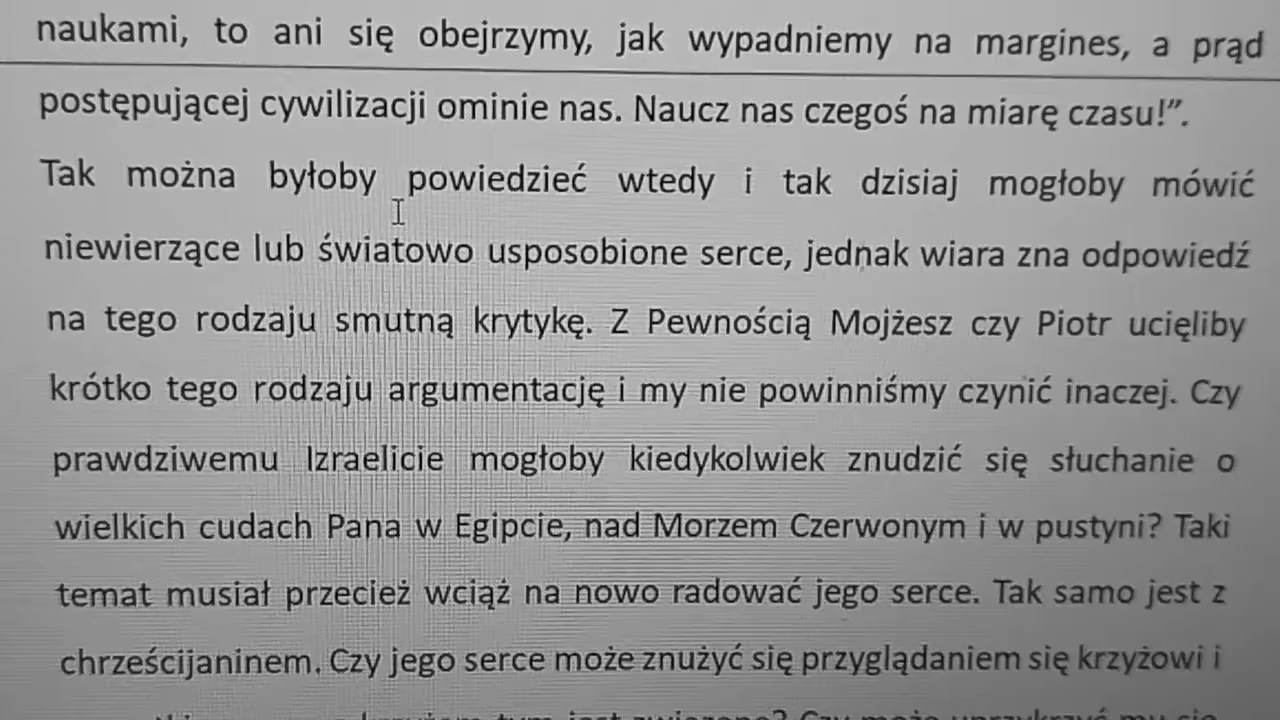 naukami, to ani się obejrzymy, jak wypadniemy na margines, a prąd
postępującej cywilizacji ominie nas. Naucz nas czegoś na miarę czasu!”.
Tak można byłoby powiedzieć wtedy i tak dzisiaj mogłoby mówić
niewierzące lub światowo usposobione serce, jednak wiara zna odpowiedź
na tego rodzaju smutną krytykę. Z Pewnością Mojżesz czy Piotr ucięliby
krótko tego rodzaju argumentację i my nie powinniśmy czynić inaczej. Czy
prawdziwemu Izraelicie mogłoby kiedykolwiek znudzić się słuchanie o
wielkich cudach Pana w Egipcie, nad Morzem Czerwonym i w pustyni? Taki
temat musiał przecież wciąż na nowo radować jego serce. Tak samo jest z
chrześcijaninem. Czy jego serce może znużyć się przyglądaniem się krzyżowi i